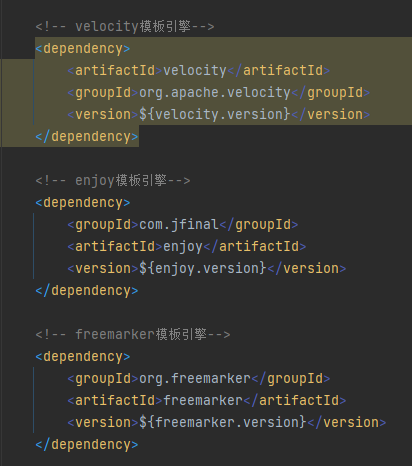 <!-- velocity模板引擎-->
<dependency>
<artifactId>velocity</artifactId>
<groupId>org.apache.velocity</groupId>
<version>${velocity.version}</version>
</dependency>
<!-- enjoy模板引擎-->
<dependency>
<groupId>com.jfinal</groupId>
<artifactId>enjoy</artifactId>
<version>${enjoy.version}</version>
</dependency>
<!-- freemarker模板引擎-->
<dependency>
<groupId>org.freemarker</groupId>
<artifactId>freemarker</artifactId>
<version>${freemarker.version}</version>
</dependency>